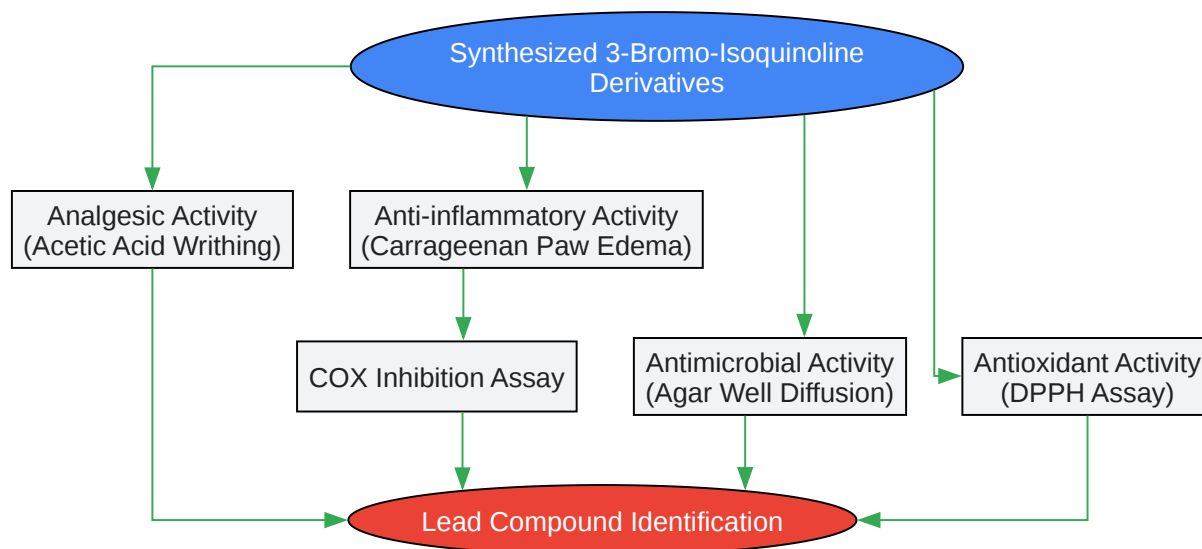 Synthesized 3-Bromo-Isoquinoline
Derivatives
Analgesic Activity
(Acetic Acid Writhing)
Anti-inflammatory Activity
(Carrageenan Paw Edema)
COX Inhibition Assay
Antimicrobial Activity
(Agar Well Diffusion)
Antioxidant Activity
(DPPH Assay)
Lead Compound Identification